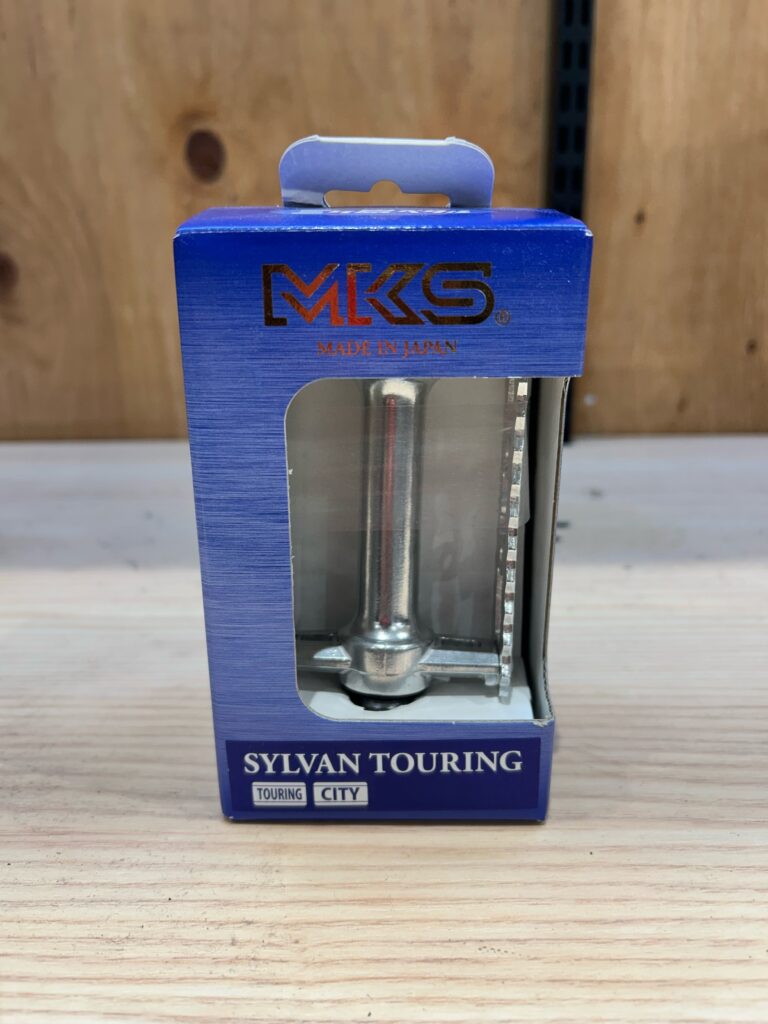 MKS®
MADE IN JAPAN
SYLVAN TOURING
TOURING CITY